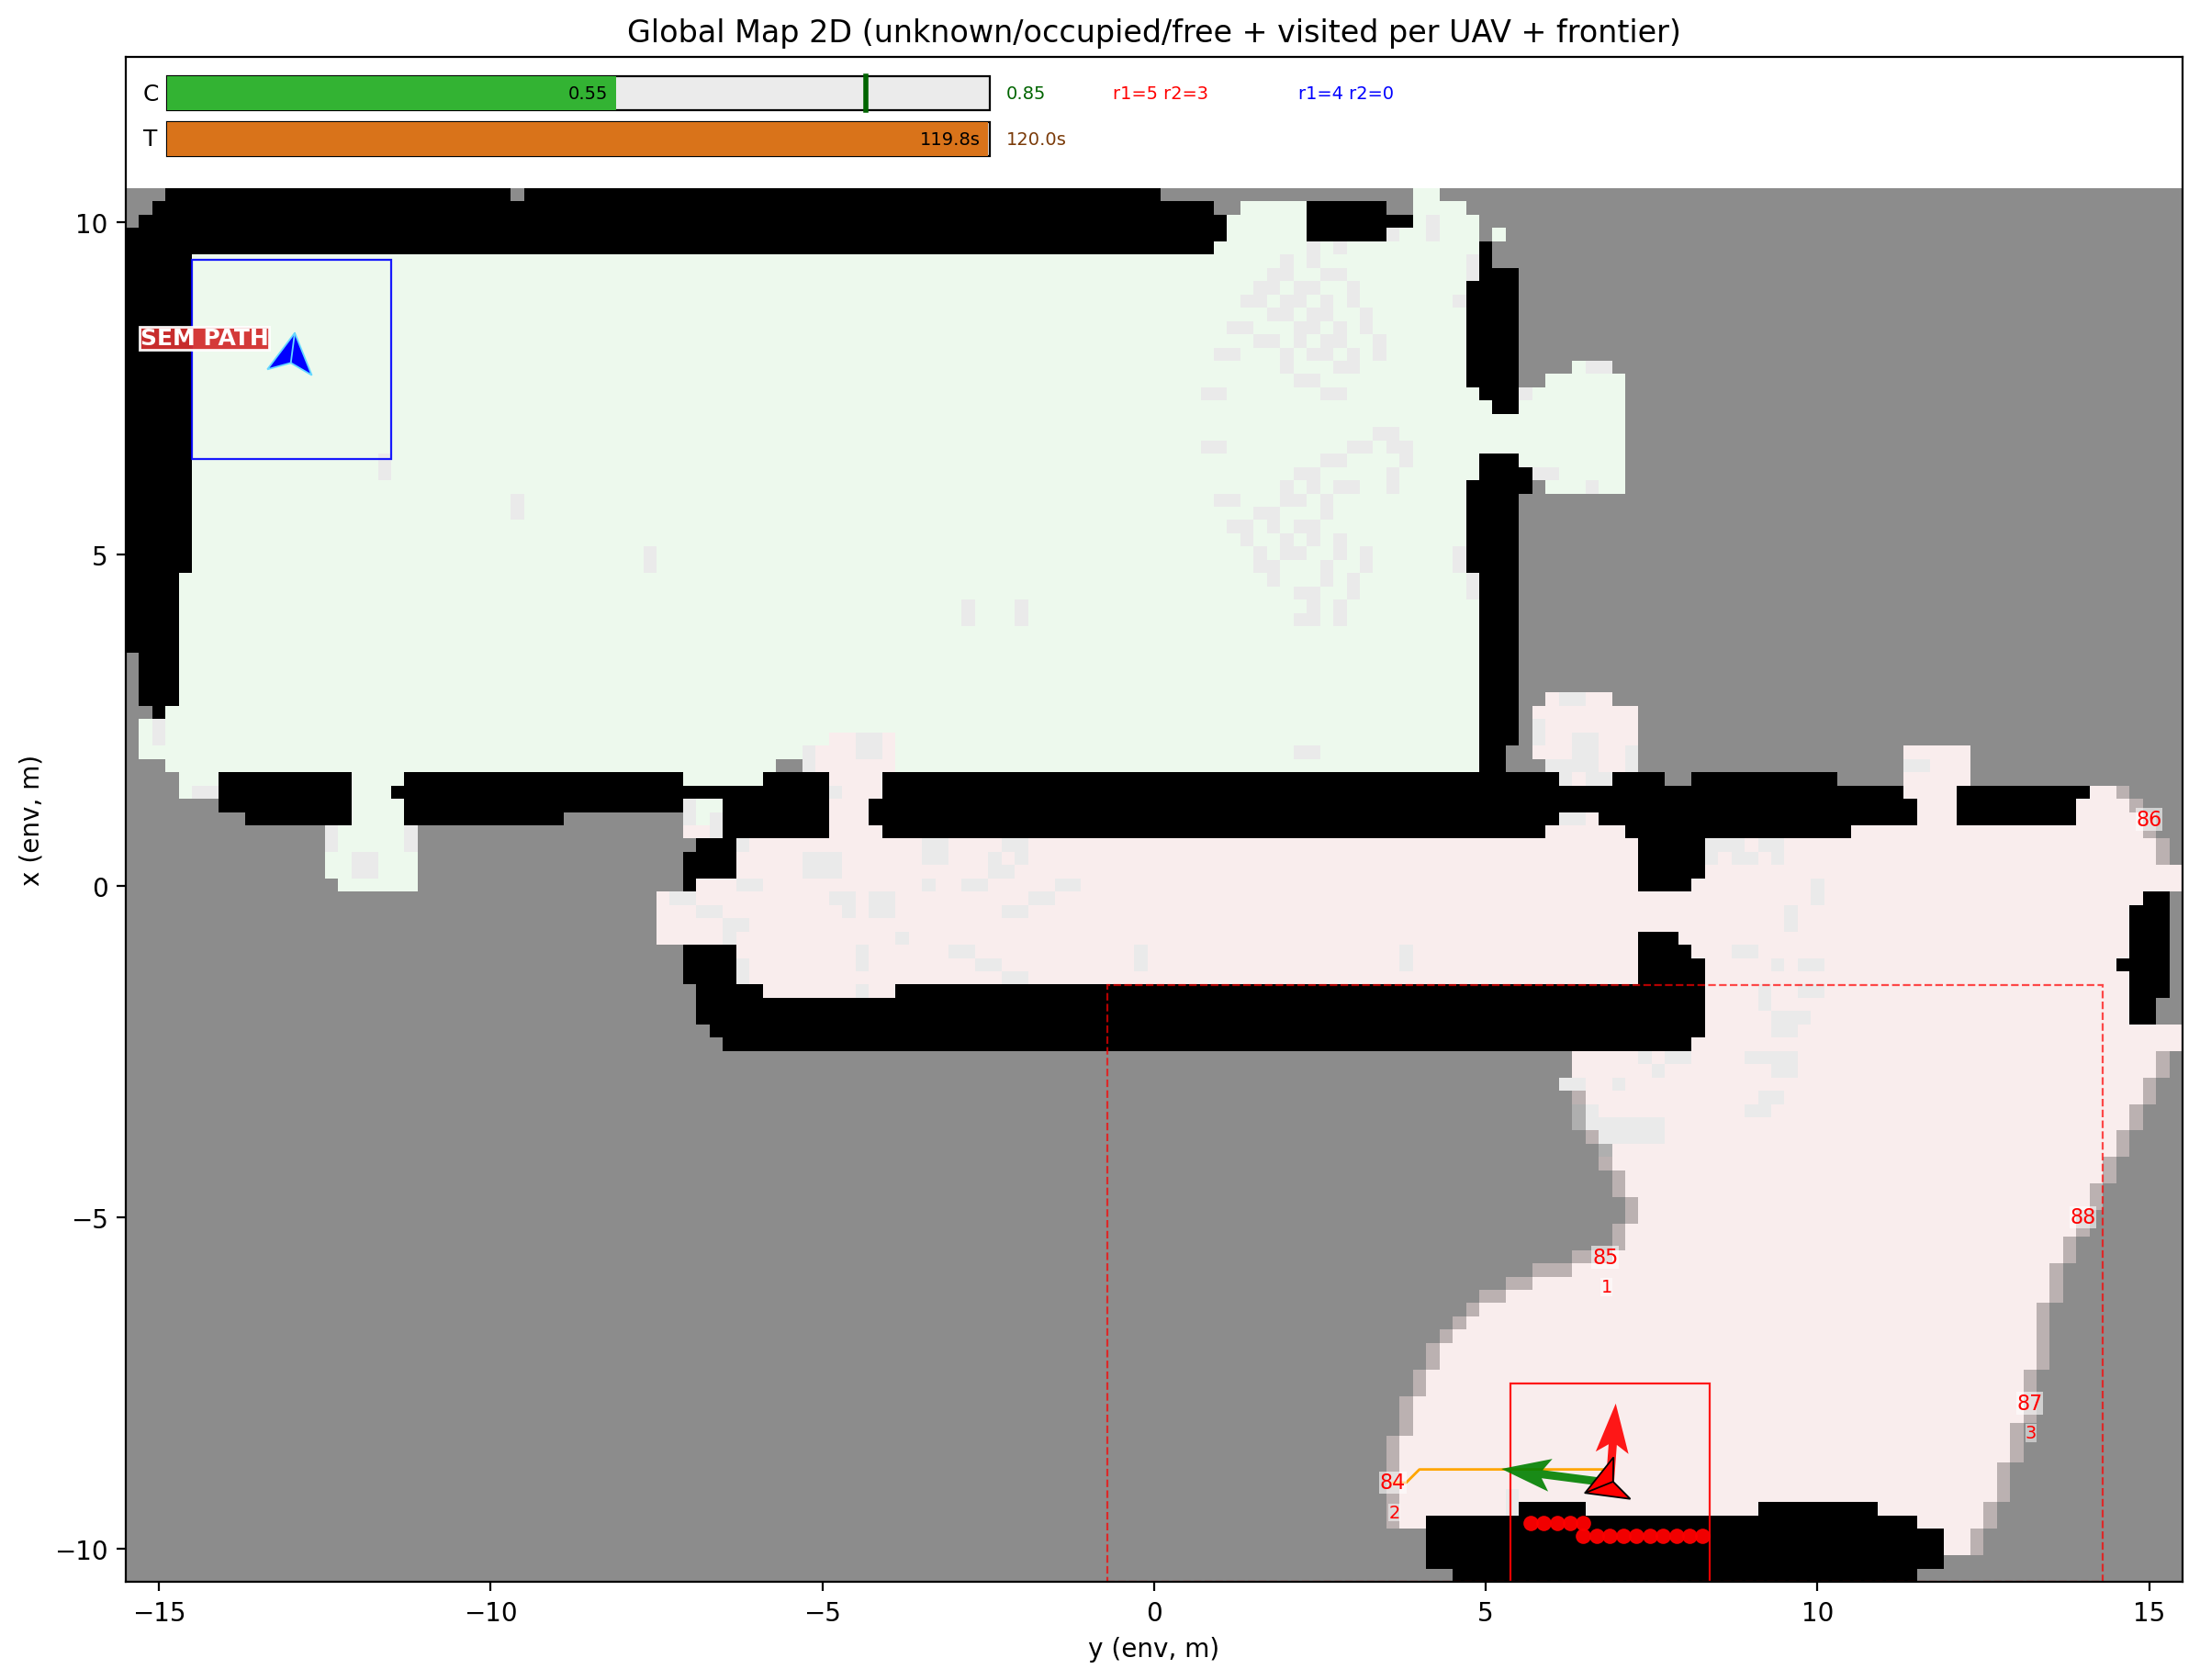 Global Map 2D (unknown/occupied/free + visited per UAV + frontier)
C 0.55 0.85 r1=5 r2=3 r1=4 r2=0
T 119.8s 120.0s
10
SEM PATH
5
86
0
−5
88
85
1
87
3
84
2
−10
−15 −10 −5 0 5 10 15
y (env, m)
x (env, m)